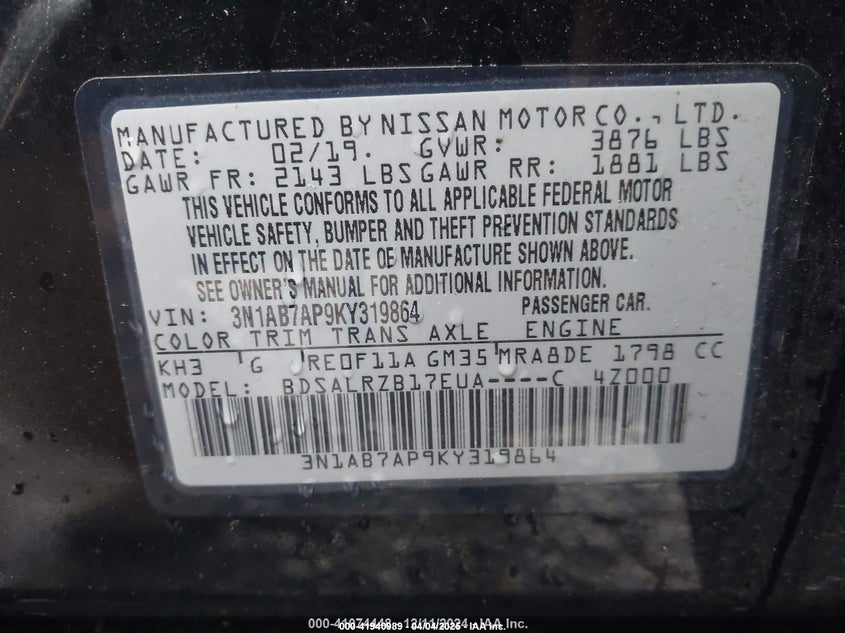 MANUFACTURED BY NISSAN MOTOR CO., LTD.
DATE: 02/19. GVWR: 3876 LBS
GAWR FR: 2143 LBS GAWR RR: 1881 LBS
THIS VEHICLE CONFORMS TO ALL APPLICABLE FEDERAL MOTOR
VEHICLE SAFETY, BUMPER AND THEFT PREVENTION STANDARDS
IN EFFECT ON THE DATE OF MANUFACTURE SHOWN ABOVE.
SEE OWNER'S MANUAL FOR ADDITIONAL INFORMATION.
VIN: 3N1AB7AP9KY319864 PASSENGER CAR.
COLOR TRIM TRANS AXLE ENGINE
KH3 G RE0F11A GM35 MRA8DE 1798 CC
MODEL: BDSALRZB17EUA----C 4Z000
3N1AB7AP9KY319864
IAA Inc.